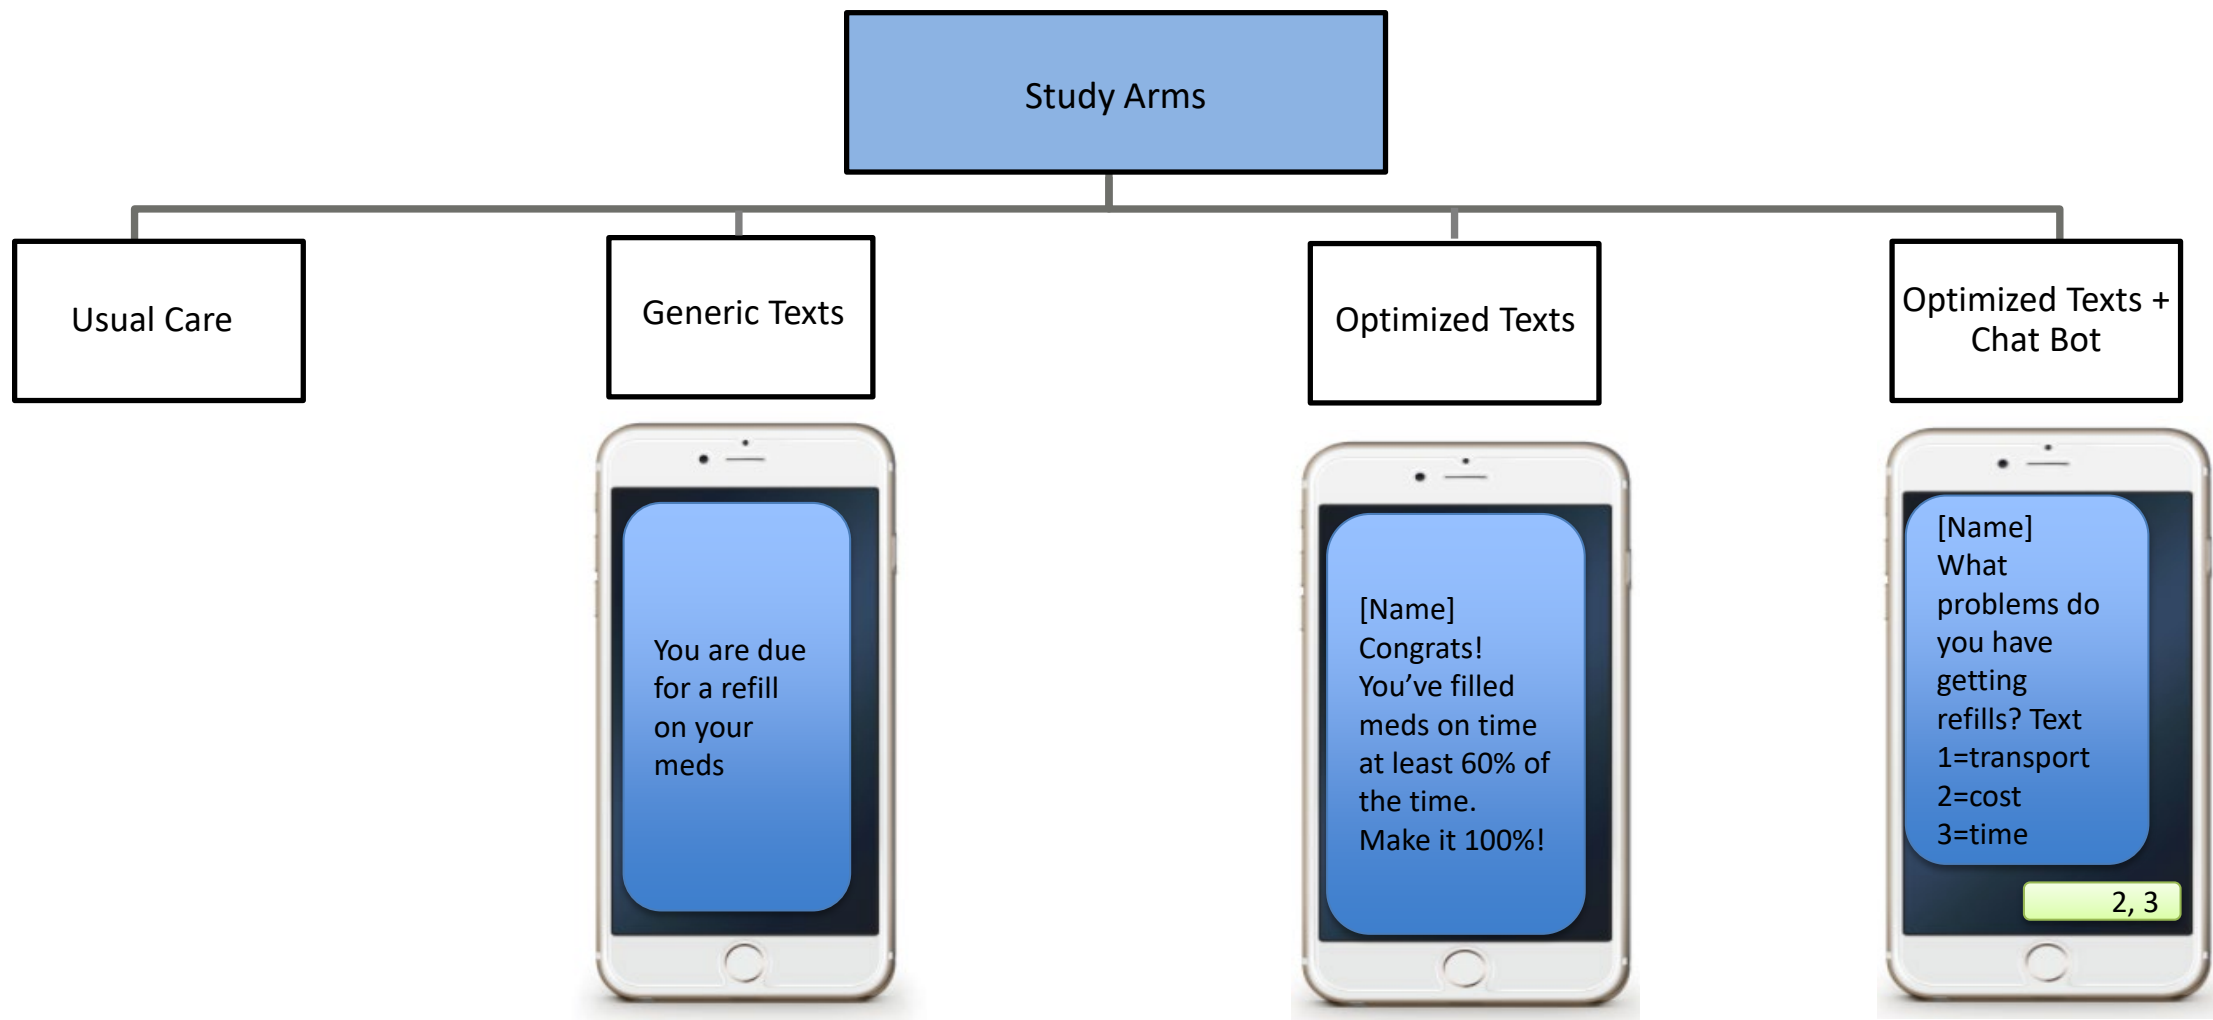 Study Arms
Usual Care
Generic Texts
Optimized Texts
Optimized Texts +
Chat Bot
You are due
for a refill
on your
meds
[Name]
Congrats!
You’ve filled
meds on time
at least 60% of
the time.
Make it 100%!
[Name]
What
problems do
you have
getting
refills? Text
1=transport
2=cost
3=time
2, 3